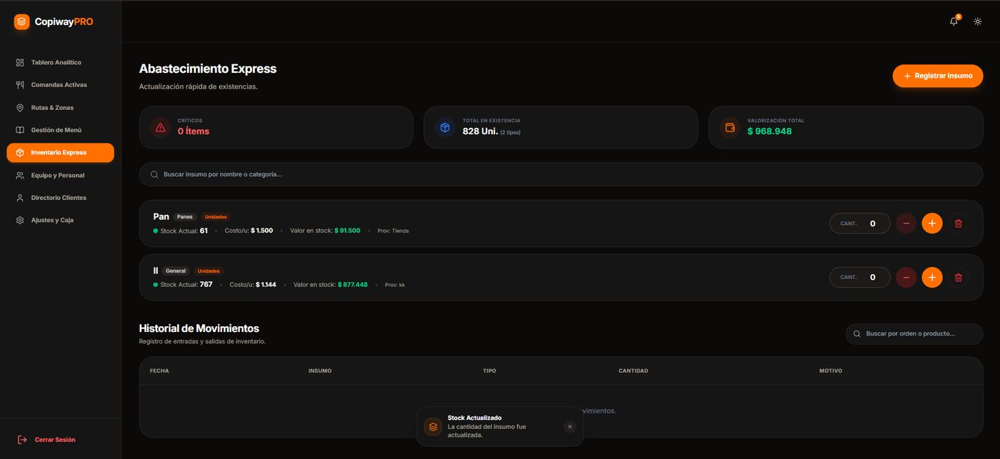 CopiwayPRO
3
Tablero Analítico
Comandas Activas
Rutas & Zonas
Gestión de Menú
Inventario Express
Equipo y Personal
Directorio Clientes
Ajustes y Caja
Cerrar Sesión
Abastecimiento Express
Actualización rápida de existencias.
+ Registrar Insumo
CRÍTICOS
0 Ítems
TOTAL EN EXISTENCIA
828 Uni. (2 tipos)
VALORIZACIÓN TOTAL
$ 968.948
Buscar insumo por nombre o categoría...
Pan Panes Unidades
Stock Actual: 61 • Costo/u: $ 1.500 • Valor en stock: $ 91.500 • Prov: Tienda
CANT. 0
ll General Unidades
Stock Actual: 767 • Costo/u: $ 1.144 • Valor en stock: $ 877.448 • Prov: kk
CANT. 0
Historial de Movimientos
Registro de entradas y salidas de inventario.
Buscar por orden o producto...
FECHA INSUMO TIPO CANTIDAD MOTIVO
vimientos.
Stock Actualizado
La cantidad del insumo fue
actualizada.